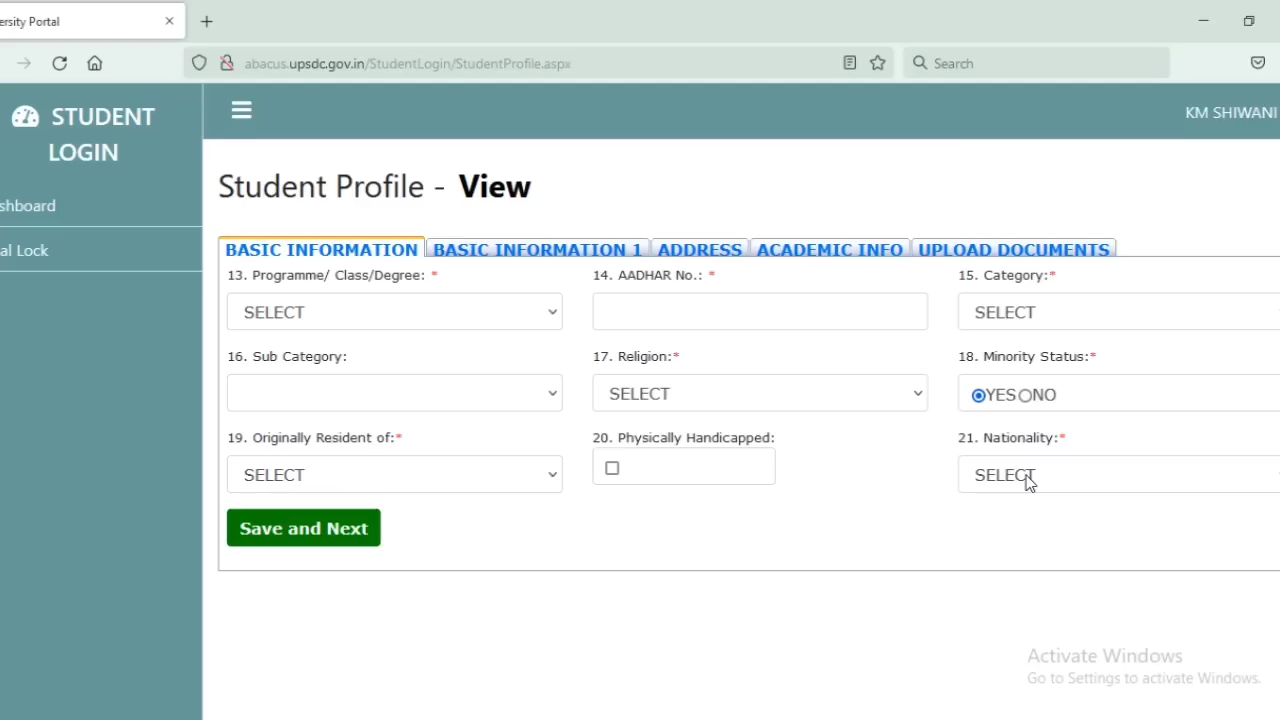 ersity Portal
abacus.upsdc.gov.in/StudentLogin/StudentProfile.aspx
Search
STUDENT
LOGIN
KM SHIWANI
shboard
al Lock
Student Profile - View
BASIC INFORMATION BASIC INFORMATION 1 ADDRESS ACADEMIC INFO UPLOAD DOCUMENTS
13. Programme/ Class/Degree: * 14. AADHAR No.: * 15. Category:*
SELECT SELECT
16. Sub Category: 17. Religion:* 18. Minority Status:*
SELECT YES NO
19. Originally Resident of:* 20. Physically Handicapped: 21. Nationality:*
SELECT SELECT
Save and Next
Activate Windows
Go to Settings to activate Windows.